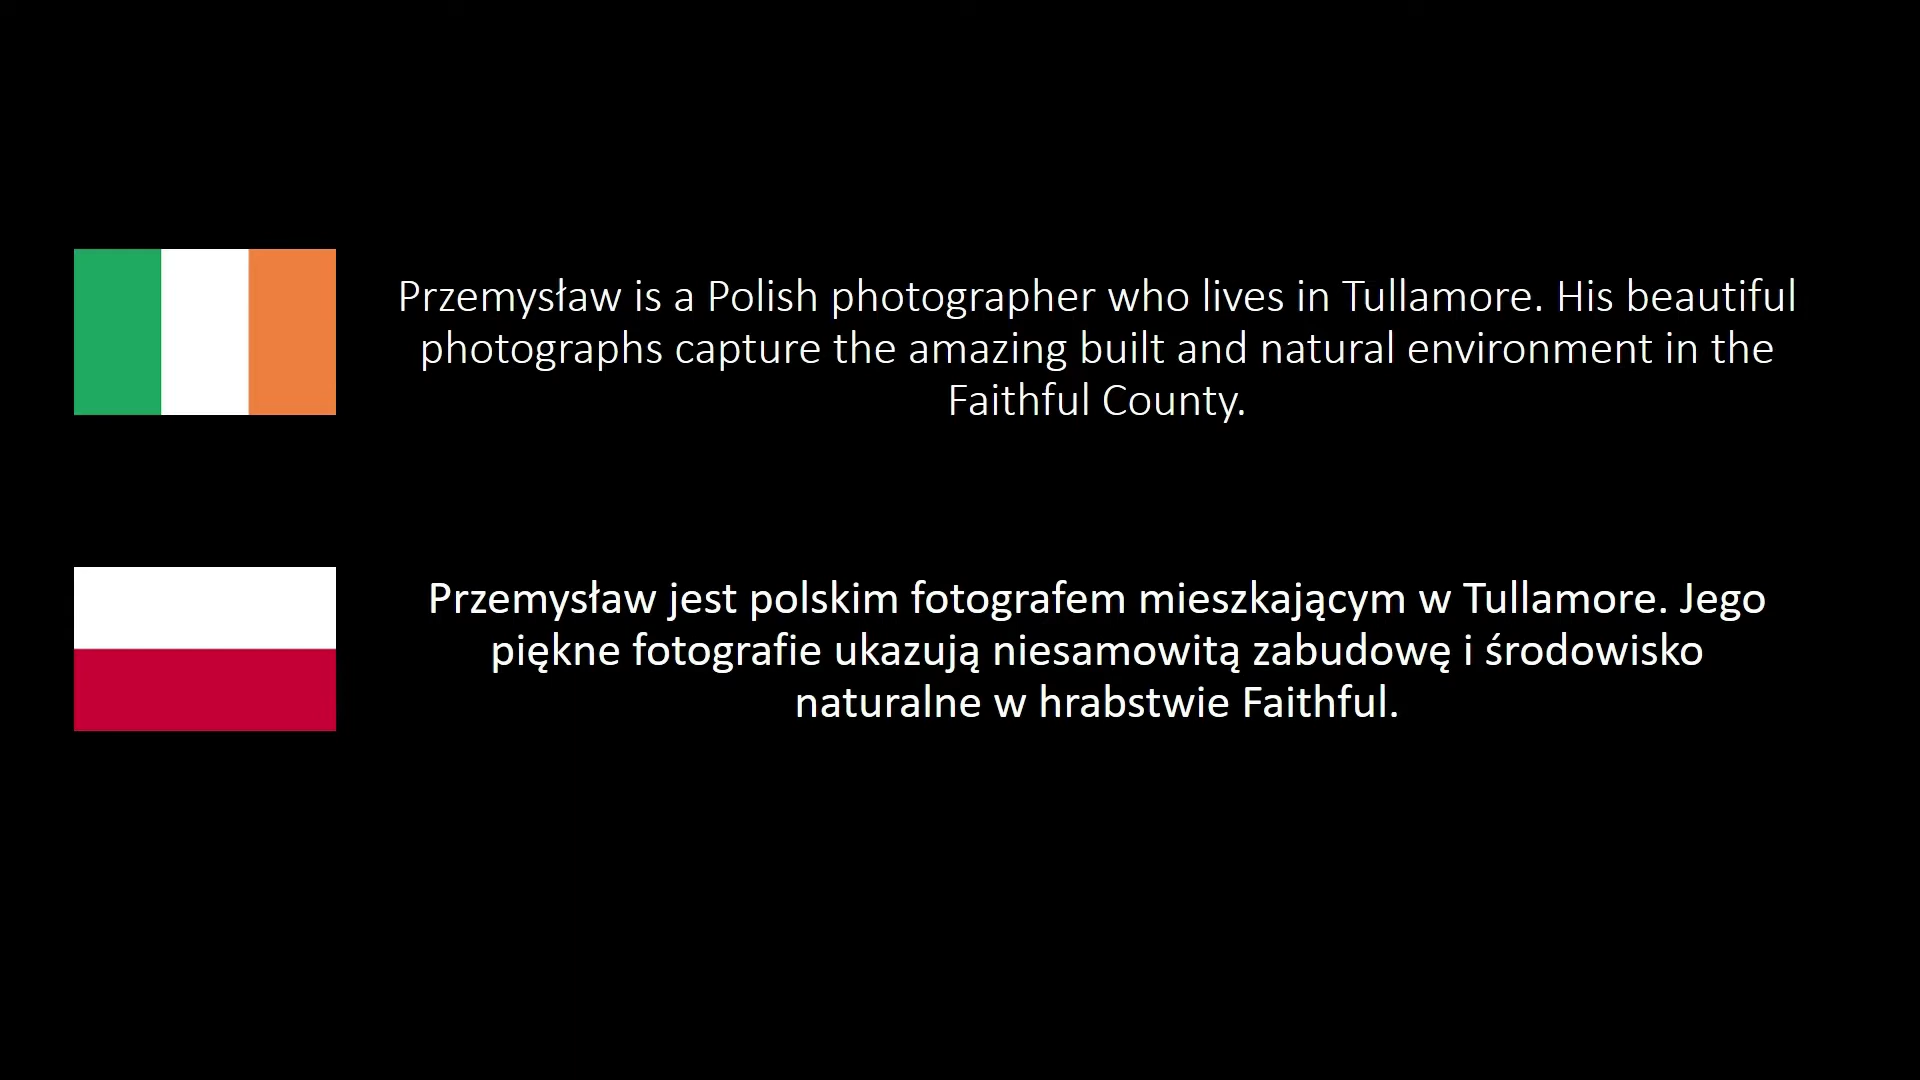 Przemysław is a Polish photographer who lives in Tullamore. His beautiful
photographs capture the amazing built and natural environment in the
Faithful County.
Przemysław jest polskim fotografem mieszkającym w Tullamore. Jego
piękne fotografie ukazują niesamowitą zabudowę i środowisko
naturalne w hrabstwie Faithful.